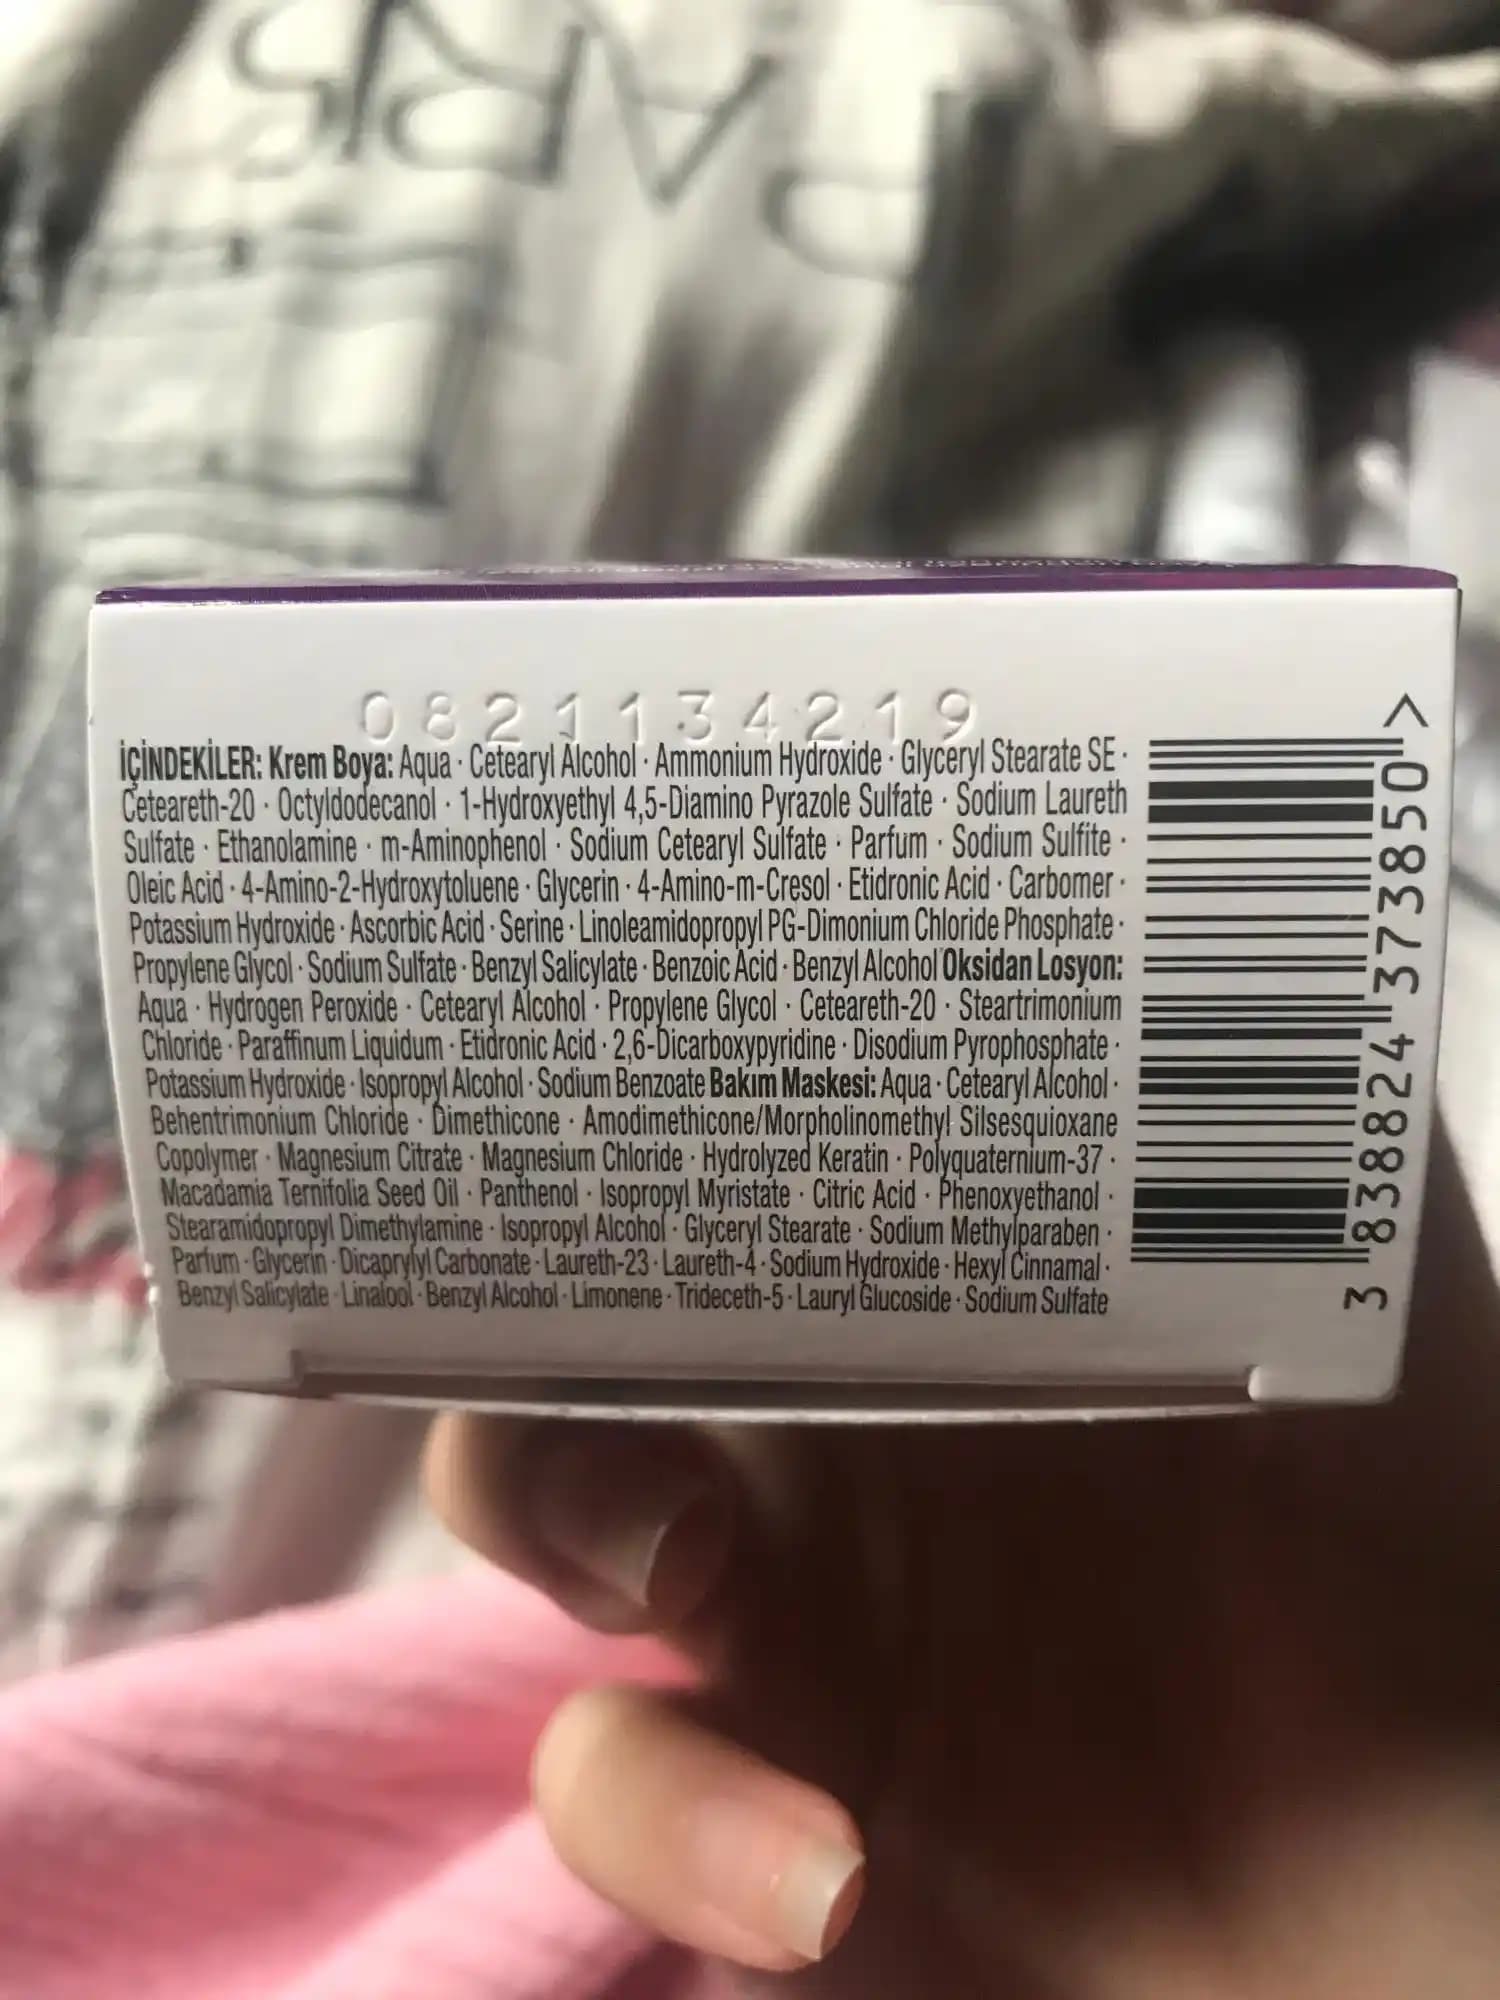 PARIS
0821134219
İÇİNDEKİLER: Krem Boya: Aqua · Cetearyl Alcohol · Ammonium Hydroxide · Glyceryl Stearate SE ·
Ceteareth-20 · Octyldodecanol · 1-Hydroxyethyl 4,5-Diamino Pyrazole Sulfate · Sodium Laureth
Sulfate · Ethanolamine · m-Aminophenol · Sodium Cetearyl Sulfate · Parfum · Sodium Sulfite ·
Oleic Acid · 4-Amino-2-Hydroxytoluene · Glycerin · 4-Amino-m-Cresol · Etidronic Acid · Carbomer ·
Potassium Hydroxide · Ascorbic Acid · Serine · Linoleamidopropyl PG-Dimonium Chloride Phosphate ·
Propylene Glycol · Sodium Sulfate · Benzyl Salicylate · Benzoic Acid · Benzyl Alcohol Oksidan Losyon:
Aqua · Hydrogen Peroxide · Cetearyl Alcohol · Propylene Glycol · Ceteareth-20 · Steartrimonium
Chloride · Paraffinum Liquidum · Etidronic Acid · 2,6-Dicarboxypyridine · Disodium Pyrophosphate ·
Potassium Hydroxide · Isopropyl Alcohol · Sodium Benzoate Bakım Maskesi: Aqua · Cetearyl Alcohol ·
Behentrimonium Chloride · Dimethicone · Amodimethicone/Morpholinomethyl Silsesquioxane
Copolymer · Magnesium Citrate · Magnesium Chloride · Hydrolyzed Keratin · Polyquaternium-37 ·
Macadamia Ternifolia Seed Oil · Panthenol · Isopropyl Myristate · Citric Acid · Phenoxyethanol ·
Stearamidopropyl Dimethylamine · Isopropyl Alcohol · Glyceryl Stearate · Sodium Methylparaben ·
Parfum · Glycerin · Dicaprylyl Carbonate · Laureth-23 · Laureth-4 · Sodium Hydroxide · Hexyl Cinnamal ·
Benzyl Salicylate · Linalool · Benzyl Alcohol · Limonene · Trideceth-5 · Lauryl Glucoside · Sodium Sulfate
3 838824 373850 >